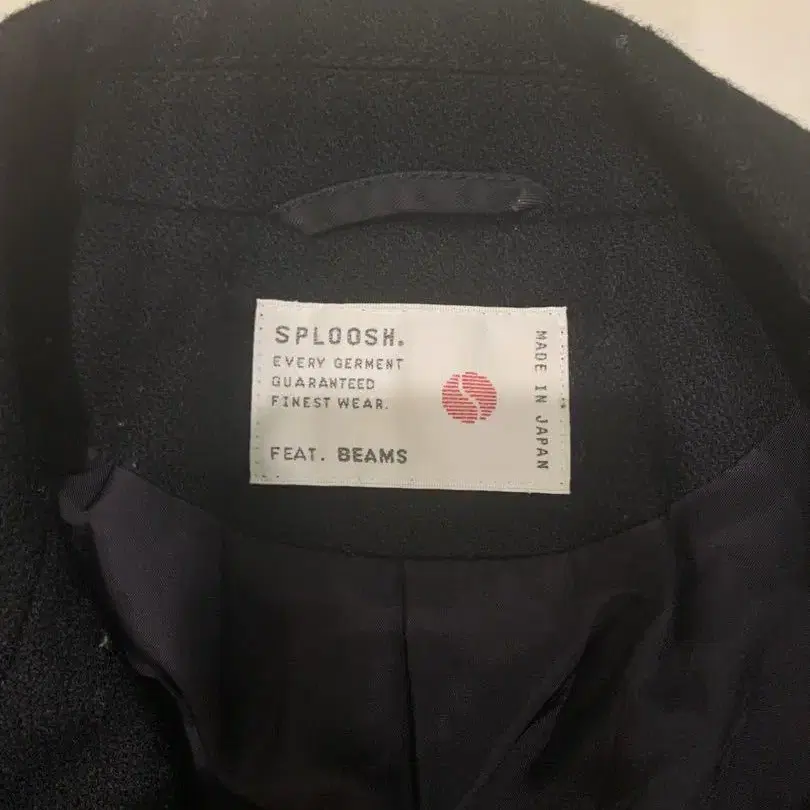 SPLOOSH.
EVERY GERMENT
GUARANTEED
FINEST WEAR.
FEAT. BEAMS
MADE IN JAPAN